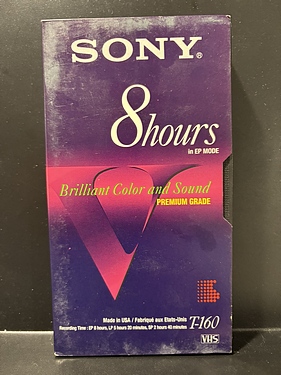 SONY®
8hours
in EP MODE
Brilliant Color and Sound
PREMIUM GRADE
V
Made in USA / Fabriqué aux Etats-Unis
T-160
Recording Time : EP 8 hours, LP 5 hours 20 minutes, SP 2 hours 40 minutes
VHS